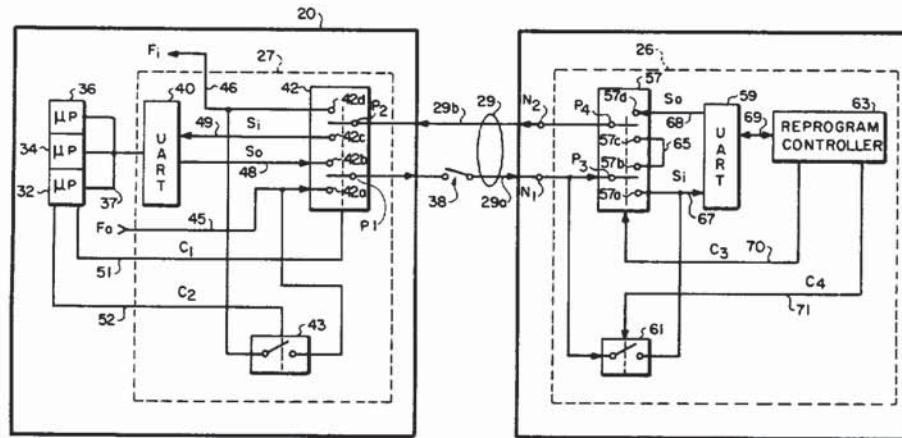 20
Fi
27
46
36
40
42
42d
P2
μP
49
Si
42c
34
μP
UART
So
48
42b
32
μP
37
42a
P1
Fo
45
C1
51
C2
52
43
29b
29
N2
38
29a
N1
26
57
57d
So
59
63
P4
68
69
REPROGRAM
CONTROLLER
57c
65
57b
UART
P3
Si
57a
67
C3
70
C4
71
61